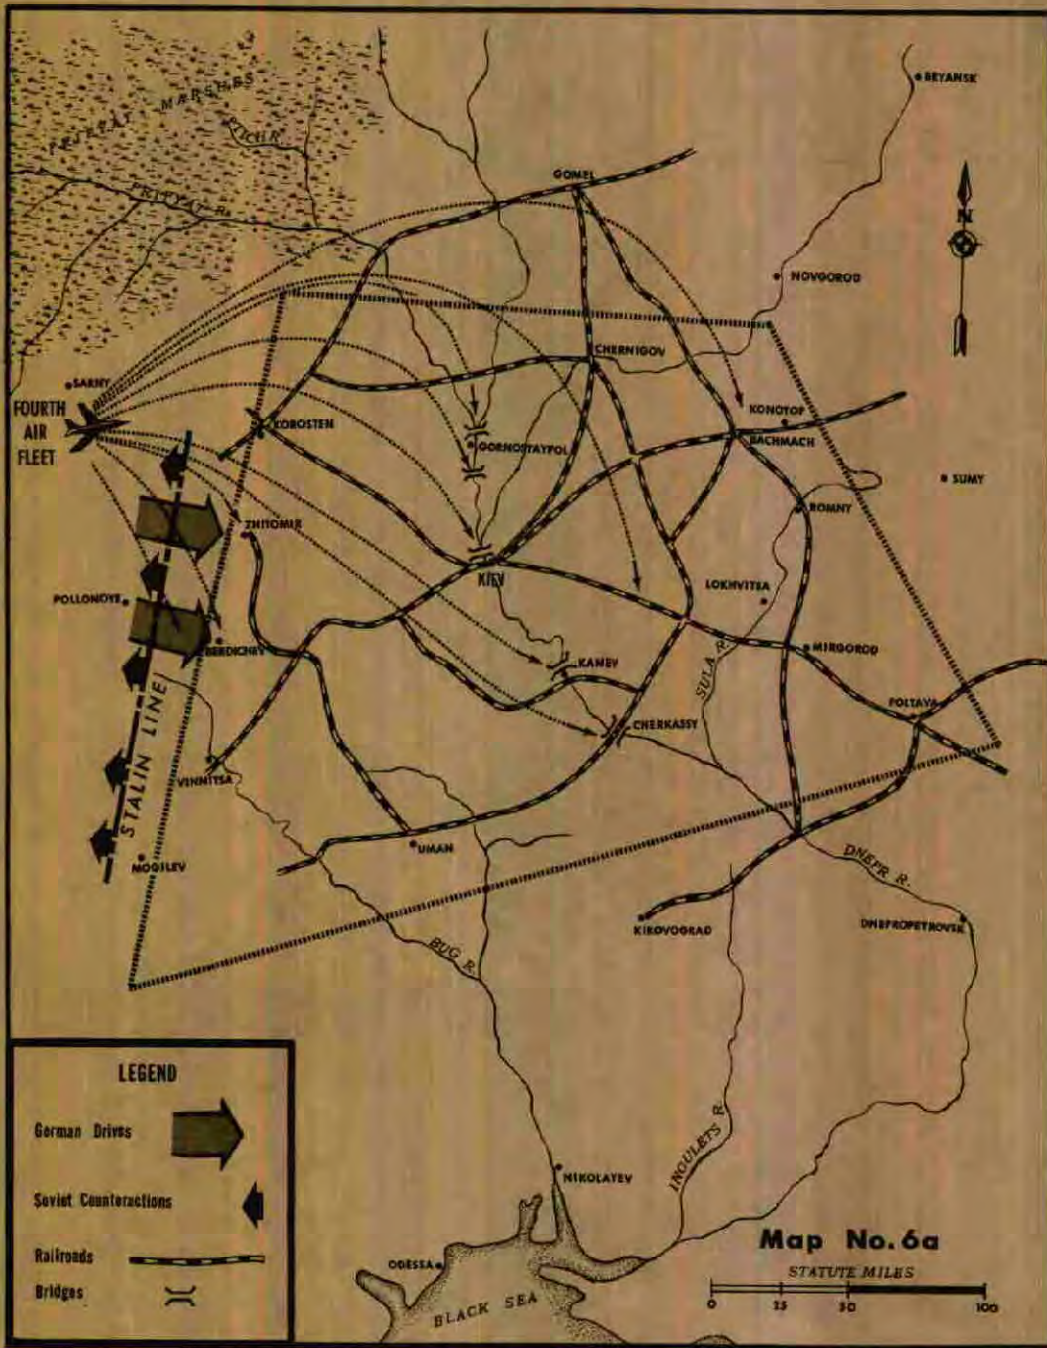 BRYANSK
PRIPYAT MARSHES
PTICH R.
GOMEL
PRIPYAT R.
N
NOVGOROD
CHERNIGOV
SARNY
FOURTH
AIR
FLEET
KONOTOP
KOROSTEN
BACHMACH
GORNOSTAYPOL
SUMY
ROMNY
ZHITOMIR
KIEV
LOKHVITSA
POLLONOYE
BERDICHEV
MIRGOROD
KANEV
SULA R.
STALIN LINE
POLTAVA
CHERKASSY
VINNITSA
UMAN
MOGILEV
DNEPR R.
KIROVOGRAD
DNEPROPETROVSK
BUG R.
LEGEND
German Drives
Soviet Counteractions
Railroads
Bridges
NIKOLAYEV
INGULETS R.
ODESSA
BLACK SEA
Map No. 6a
STATUTE MILES
0 25 50 100